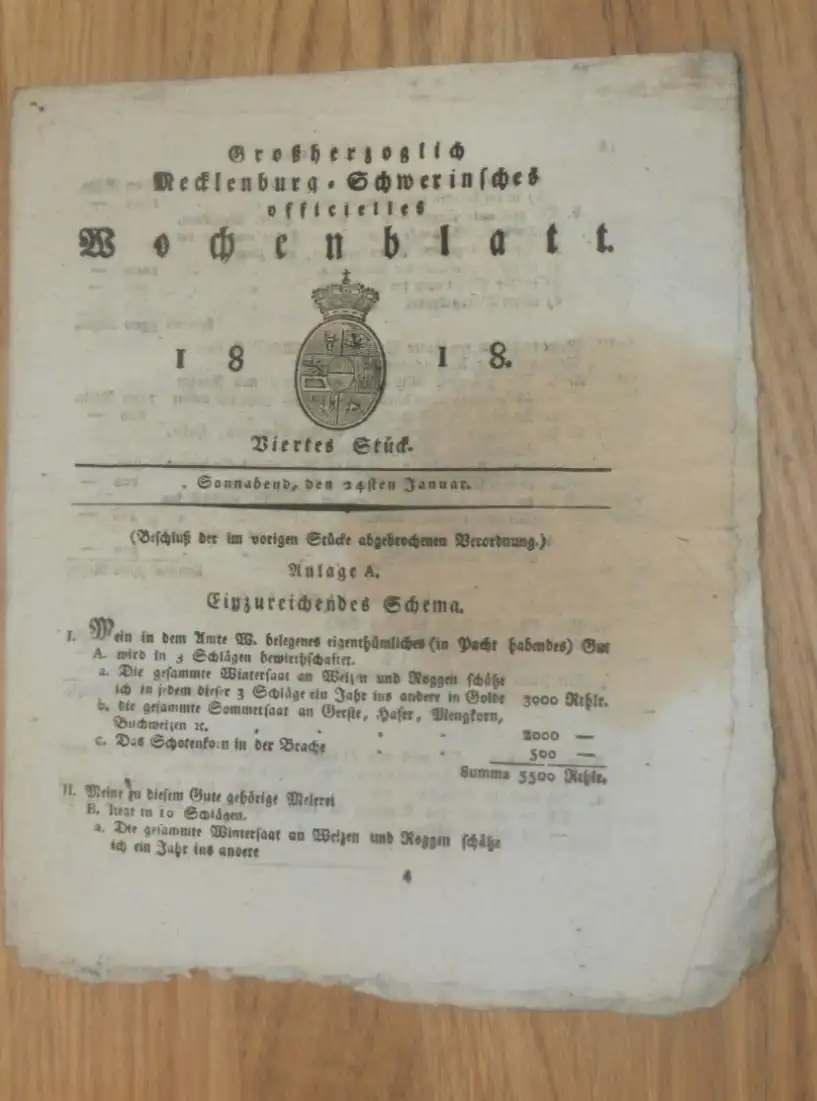 Großherzoglich
Mecklenburg-Schwerinsches
officielles
Wochenblatt.
1818.
Viertes Stück.
Sonnabend, den 24sten Januar.
(Beschluß der im vorigen Stücke abgebrochenen Verordnung.)
Anlage A.
Einzureichendes Schema.
I. Mein in dem Amte W. belegenes eigenthümliches (in Pacht habendes) Gut
A. wird in 3 Schlägen bewirthschaftet.
a. Die gesammte Wintersaat an Weizen und Roggen schätze
ich in jedem dieser 3 Schläge ein Jahr ins andere in Golde 3000 Rthlr.
b. die gesammte Sommersaat an Gerste, Hafer, Mengkorn,
Buchweizen ꝛc. 2000 —
c. Das Schotenkorn in der Brache 500 —
Summa 5500 Rthlr.
II. Meine zu diesem Gute gehörige Meierei
B. liegt in 10 Schlägen.
a. Die gesammte Wintersaat an Weizen und Roggen schätze
ich ein Jahr ins andere
4